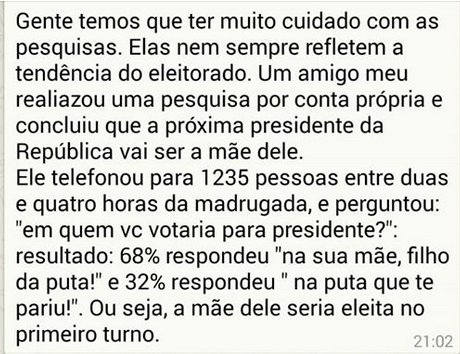 Gente temos que ter muito cuidado com as
pesquisas. Elas nem sempre refletem a
tendência do eleitorado. Um amigo meu
realiazou uma pesquisa por conta própria e
concluiu que a próxima presidente da
República vai ser a mãe dele.
Ele telefonou para 1235 pessoas entre duas
e quatro horas da madrugada, e perguntou:
"em quem vc votaria para presidente?":
resultado: 68% respondeu "na sua mãe, filho
da puta!" e 32% respondeu " na puta que te
pariu!". Ou seja, a mãe dele seria eleita no
primeiro turno.
21:02